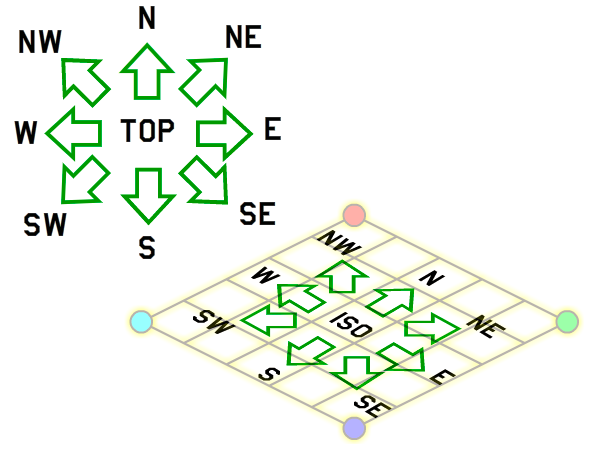 N
NW NE
W TOP E
SW SE
S
NW
W N
SW ISO NE
S E
SE